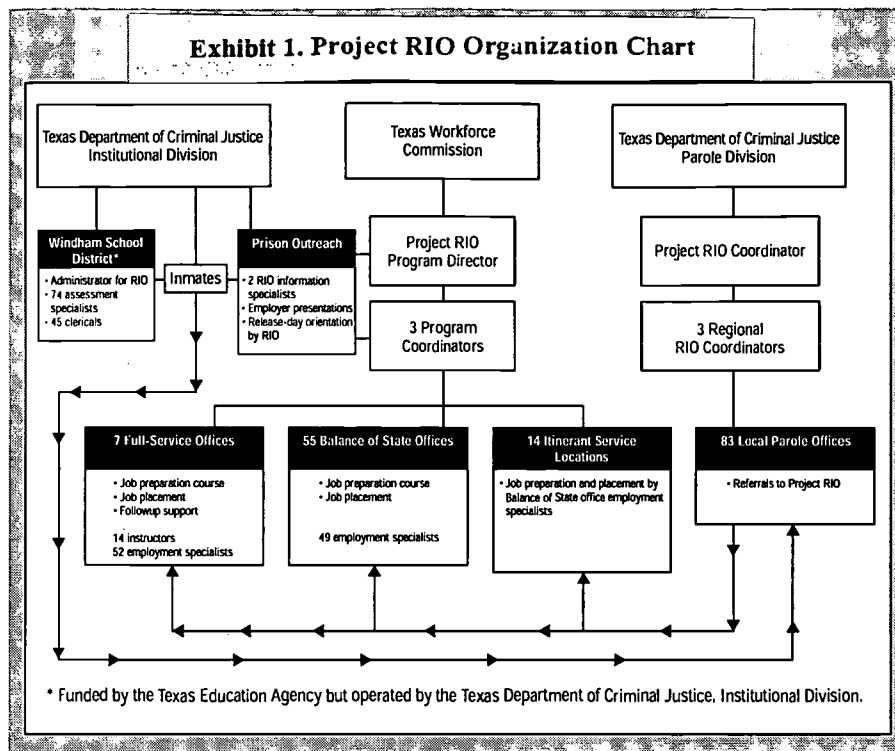 Exhibit 1. Project RIO Organization Chart
Texas Department of Criminal Justice
Institutional Division
Texas Workforce
Commission
Texas Department of Criminal Justice
Parole Division
Windham School
District*
• Administrator for RIO
• 74 assessment
specialists
• 45 clericals
Inmates
Prison Outreach
• 2 RIO information
specialists
• Employer presentations
• Release-day orientation
by RIO
Project RIO
Program Director
Project RIO Coordinator
3 Program
Coordinators
3 Regional
RIO Coordinators
7 Full-Service Offices
• Job preparation course
• Job placement
• Followup support
14 instructors
52 employment specialists
55 Balance of State Offices
• Job preparation course
• Job placement
49 employment specialists
14 Itinerant Service
Locations
• Job preparation and placement by
Balance of State office employment
specialists
83 Local Parole Offices
• Referrals to Project RIO
* Funded by the Texas Education Agency but operated by the Texas Department of Criminal Justice, Institutional Division.